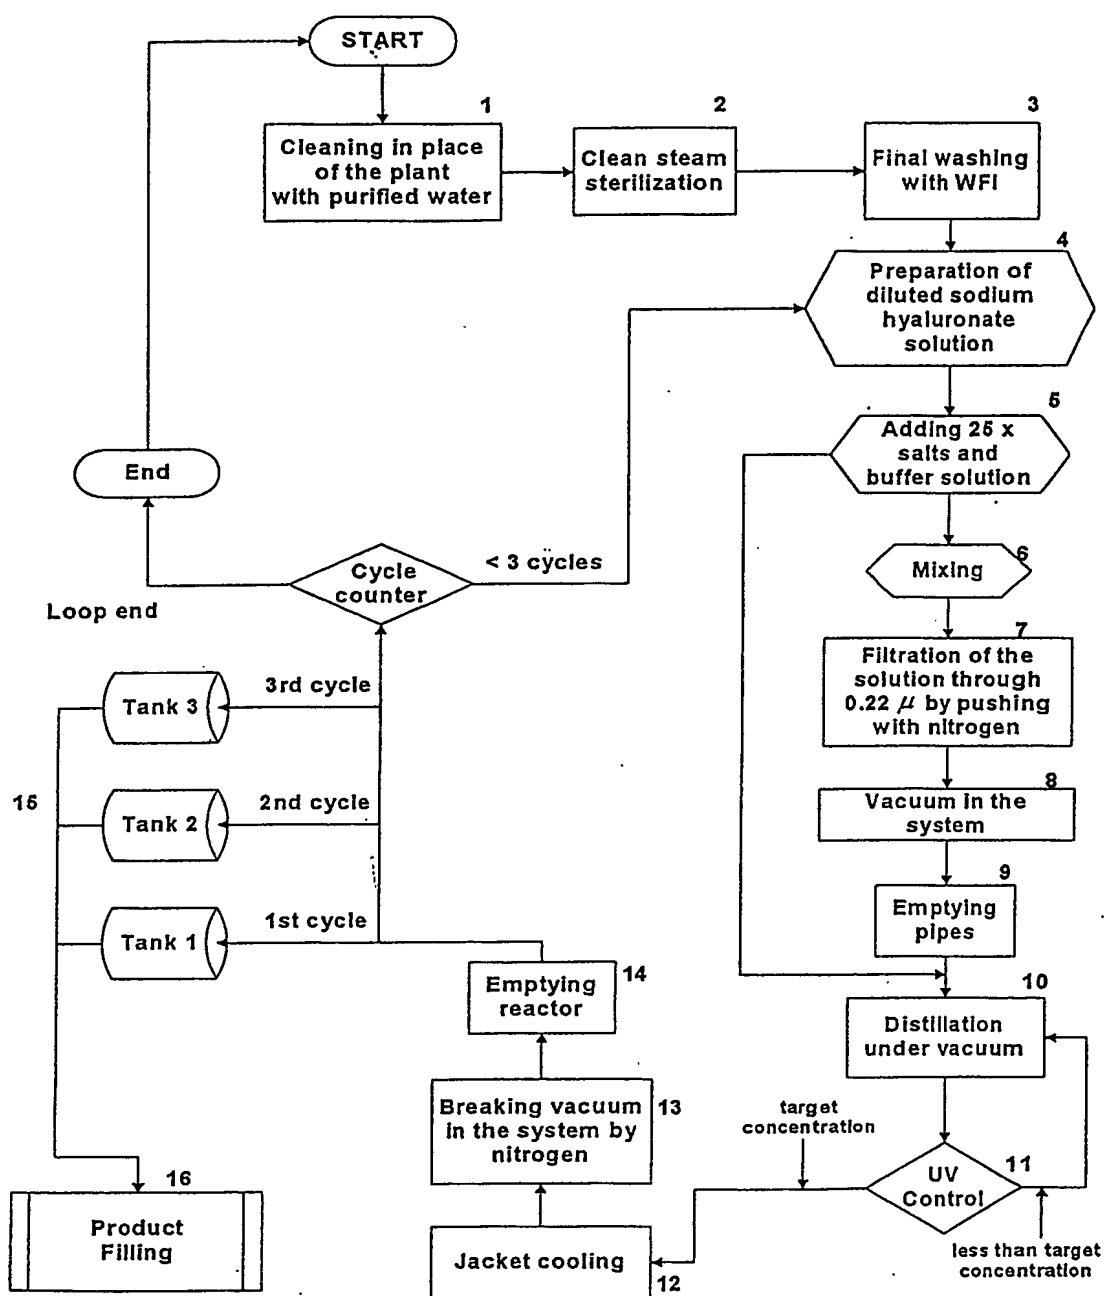 START
1
Cleaning in place
of the plant
with purified water
2
Clean steam
sterilization
3
Final washing
with WFI
4
Preparation of
diluted sodium
hyaluronate
solution
5
Adding 25 x
salts and
buffer solution
6
Mixing
7
Filtration of the
solution through
0.22 μ by pushing
with nitrogen
8
Vacuum in the
system
9
Emptying
pipes
10
Distillation
under vacuum
11
UV
Control
less than target
concentration
target
concentration
Jacket cooling
12
Breaking vacuum
in the system by
nitrogen
13
Emptying
reactor
14
1st cycle
2nd cycle
3rd cycle
Tank 1
Tank 2
Tank 3
15
16
Product
Filling
Cycle
counter
< 3 cycles
Loop end
End